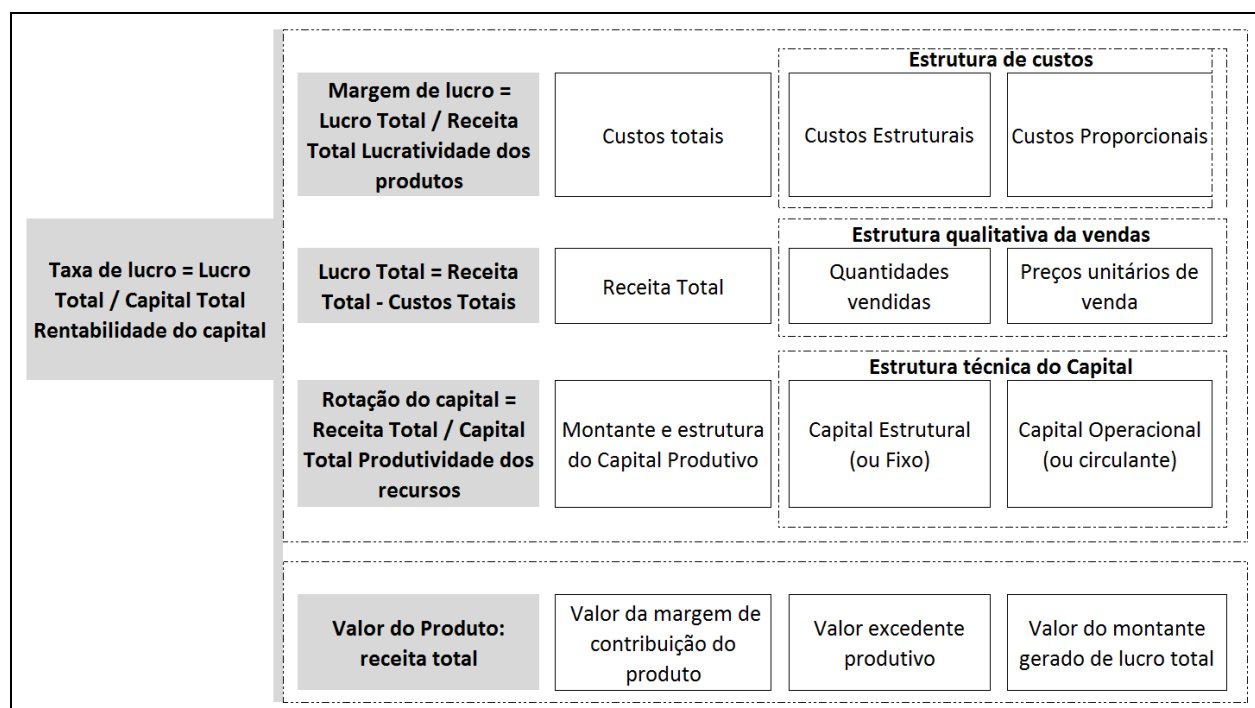 Estrutura de custos
Margem de lucro =
Lucro Total / Receita
Total Lucratividade dos
produtos
Custos totais
Custos Estruturais
Custos Proporcionais
Taxa de lucro = Lucro
Total / Capital Total
Rentabilidade do capital
Estrutura qualitativa da vendas
Lucro Total = Receita
Total - Custos Totais
Receita Total
Quantidades
vendidas
Preços unitários de
venda
Estrutura técnica do Capital
Rotação do capital =
Receita Total / Capital
Total Produtividade dos
recursos
Montante e estrutura
do Capital Produtivo
Capital Estrutural
(ou Fixo)
Capital Operacional
(ou circulante)
Valor do Produto:
receita total
Valor da margem de
contribuição do
produto
Valor excedente
produtivo
Valor do montante
gerado de lucro total